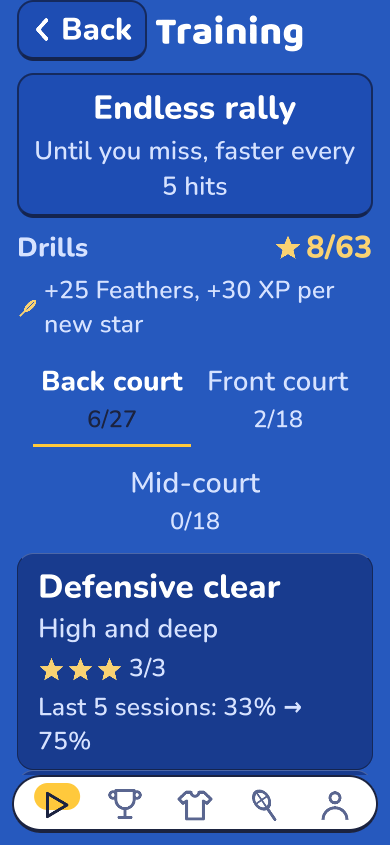 Back Training
Endless rally
Until you miss, faster every
5 hits
Drills 8/63
+25 Feathers, +30 XP per
new star
Back court Front court
6/27 2/18
Mid-court
0/18
Defensive clear
High and deep
3/3
Last 5 sessions: 33% →
75%